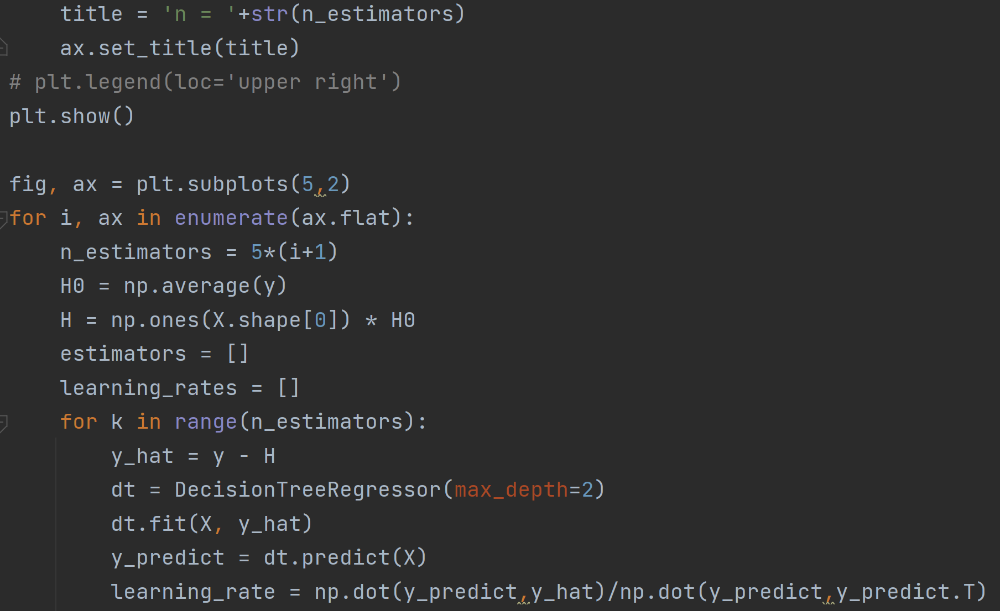 title = 'n = '+str(n_estimators)
ax.set_title(title)
# plt.legend(loc='upper right')
plt.show()
fig, ax = plt.subplots(5,2)
for i, ax in enumerate(ax.flat):
n_estimators = 5*(i+1)
H0 = np.average(y)
H = np.ones(X.shape[0]) * H0
estimators = []
learning_rates = []
for k in range(n_estimators):
y_hat = y - H
dt = DecisionTreeRegressor(max_depth=2)
dt.fit(X, y_hat)
y_predict = dt.predict(X)
learning_rate = np.dot(y_predict,y_hat)/np.dot(y_predict,y_predict.T)